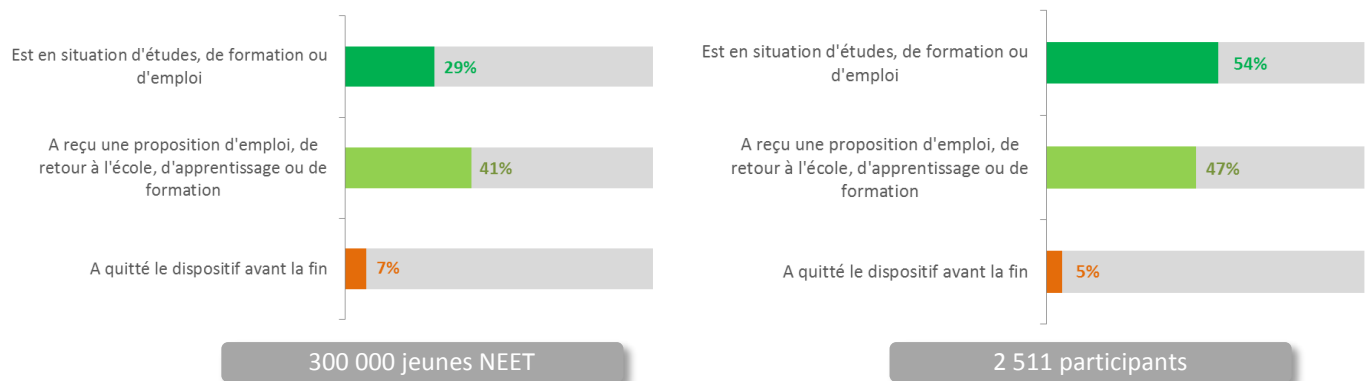 Est en situation d'études, de formation ou
d'emploi
29%
A reçu une proposition d'emploi, de
retour à l'école, d'apprentissage ou de
formation
41%
A quitté le dispositif avant la fin
7%
300 000 jeunes NEET
Est en situation d'études, de formation ou
d'emploi
54%
A reçu une proposition d'emploi, de
retour à l'école, d'apprentissage ou de
formation
47%
A quitté le dispositif avant la fin
5%
2 511 participants